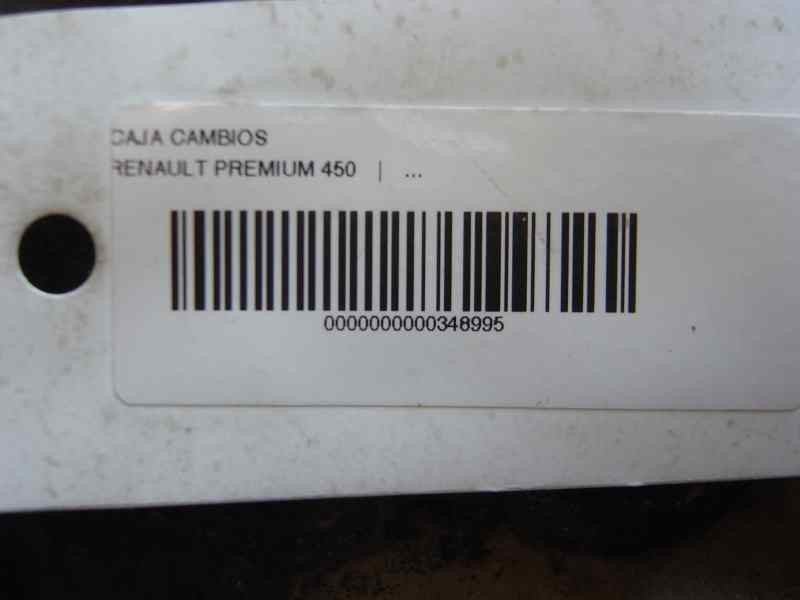 CAJA CAMBIOS
RENAULT PREMIUM 450 | ...
0000000000348995